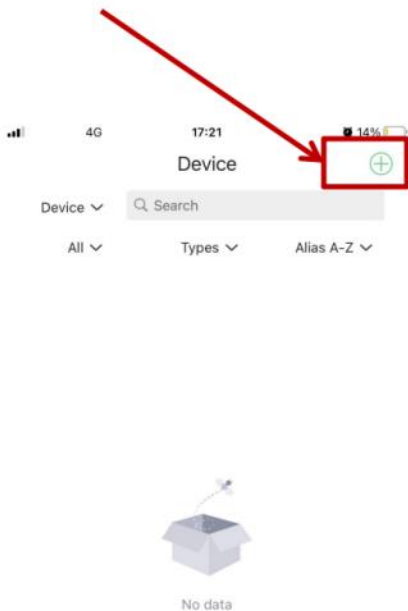 4G 17:21 14%
Device
Device Search
All Types Alias A-Z
No data